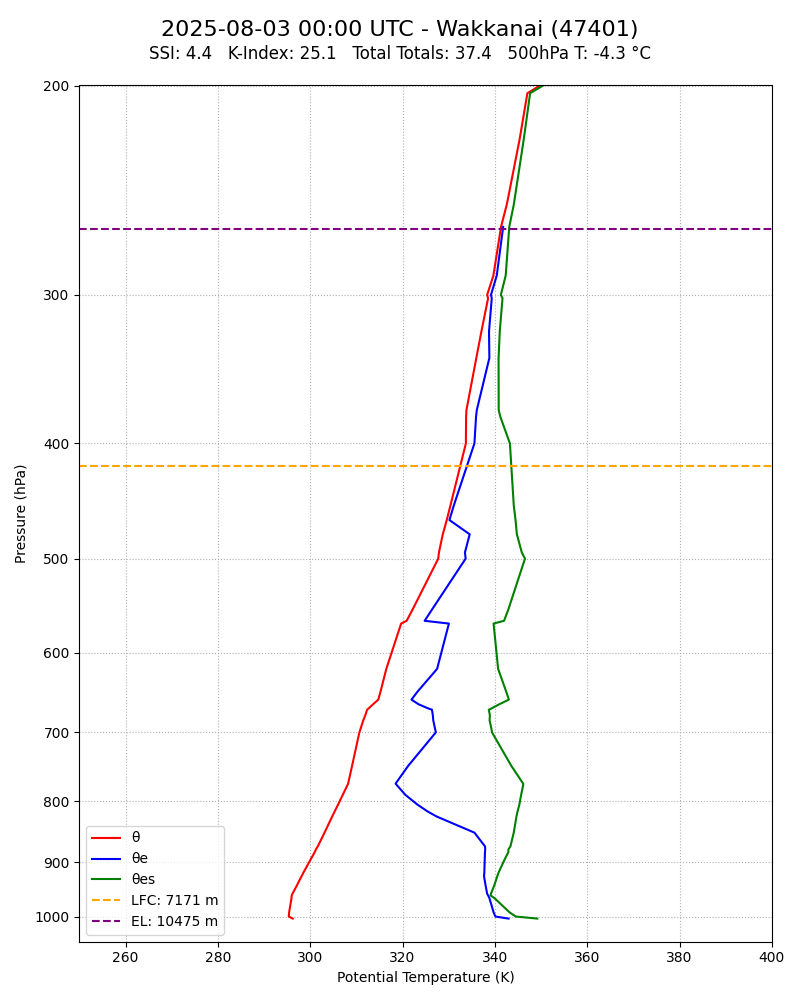 2025-08-03 00:00 UTC - Wakkanai (47401)
SSI: 4.4   K-Index: 25.1   Total Totals: 37.4   500hPa T: -4.3 °C
200
300
400
500
600
700
800
900
1000
Pressure (hPa)
θ
θe
θes
LFC: 7171 m
EL: 10475 m
260 280 300 320 340 360 380 400
Potential Temperature (K)